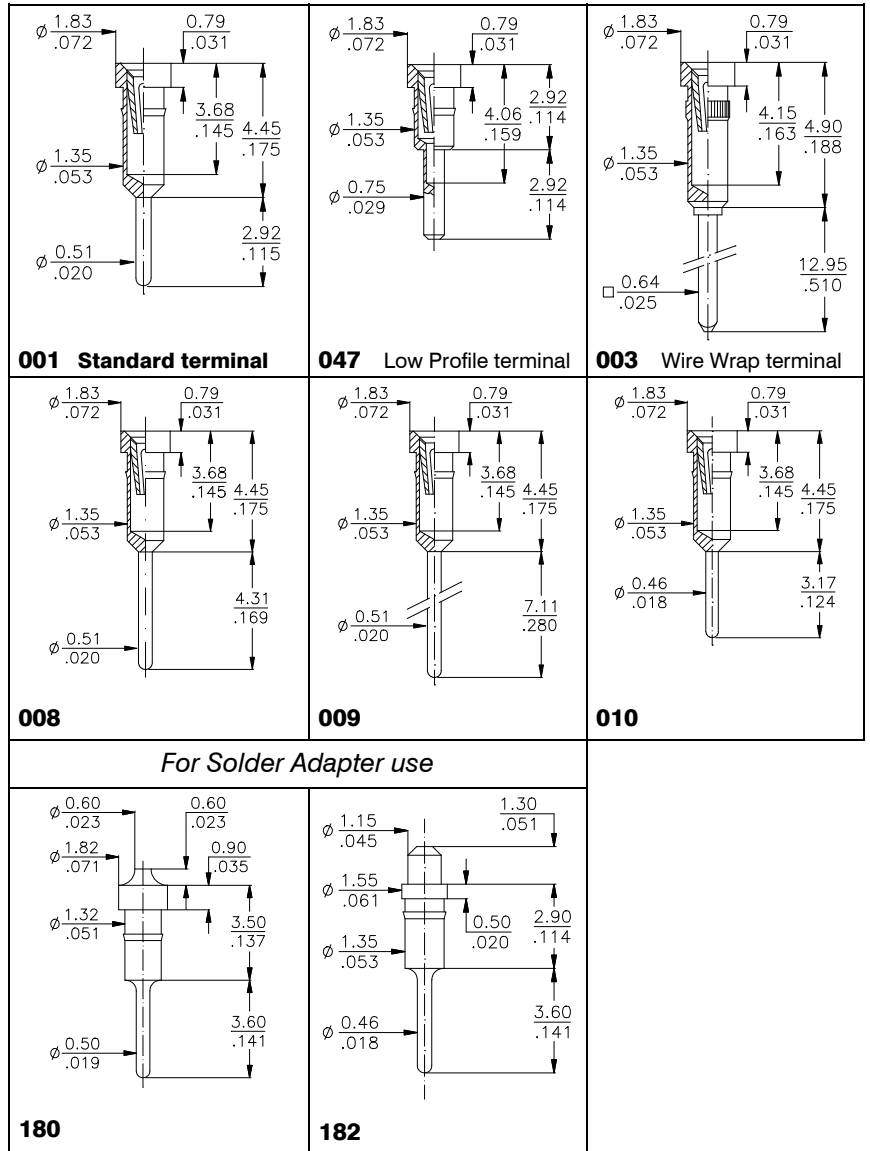 ø 1.83 0.79
.072 .031
3.68
.145
4.45
.175
ø 1.35
.053
2.92
.115
ø 0.51
.020
001 Standard terminal
ø 1.83 0.79
.072 .031
4.06
.159
2.92
.114
ø 1.35
.053
ø 0.75
.029
2.92
.114
047 Low Profile terminal
ø 1.83 0.79
.072 .031
4.15
.163
4.90
.188
ø 1.35
.053
12.95
.510
□ 0.64
.025
003 Wire Wrap terminal
ø 1.83 0.79
.072 .031
3.68
.145
4.45
.175
ø 1.35
.053
4.31
.169
ø 0.51
.020
008
ø 1.83 0.79
.072 .031
3.68
.145
4.45
.175
ø 1.35
.053
7.11
.280
ø 0.51
.020
009
ø 1.83 0.79
.072 .031
3.68
.145
4.45
.175
ø 1.35
.053
ø 0.46
.018
3.17
.124
010
For Solder Adapter use
ø 0.60 0.60
.023 .023
ø 1.82 0.90
.071 .035
ø 1.32
.051
3.50
.137
3.60
.141
ø 0.50
.019
180
1.30
.051
ø 1.15
.045
ø 1.55
.061
0.50
.020
2.90
.114
ø 1.35
.053
3.60
.141
ø 0.46
.018
182